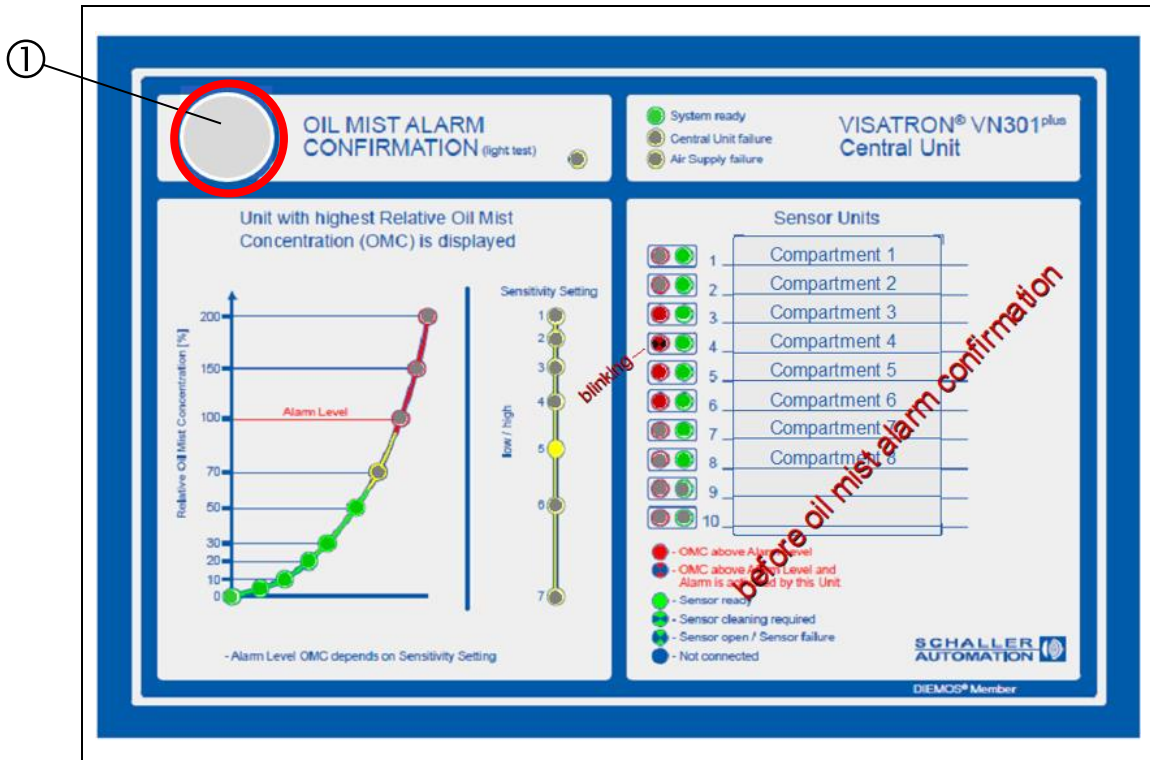 ①
OIL MIST ALARM
CONFIRMATION (light test)
System ready
Central Unit failure
Air Supply failure
VISATRON® VN301plus
Central Unit
Unit with highest Relative Oil Mist
Concentration (OMC) is displayed
Relative Oil Mist Concentration [%]
200
150
100
70
50
30
20
10
0
Alarm Level
- Alarm Level OMC depends on Sensitivity Setting
Sensitivity Setting
low / high
1
2
3
4
5
6
7
Sensor Units
1 Compartment 1
2 Compartment 2
3 Compartment 3
4 Compartment 4
5 Compartment 5
6 Compartment 6
7 Compartment 7
8 Compartment 8
9
10
blinking
before oil mist alarm confirmation
- OMC above Alarm Level
- OMC above Alarm Level and
Alarm is activated by this Unit
- Sensor ready
- Sensor cleaning required
- Sensor open / Sensor failure
- Not connected
SCHALLER
AUTOMATION
DIEMOS® Member